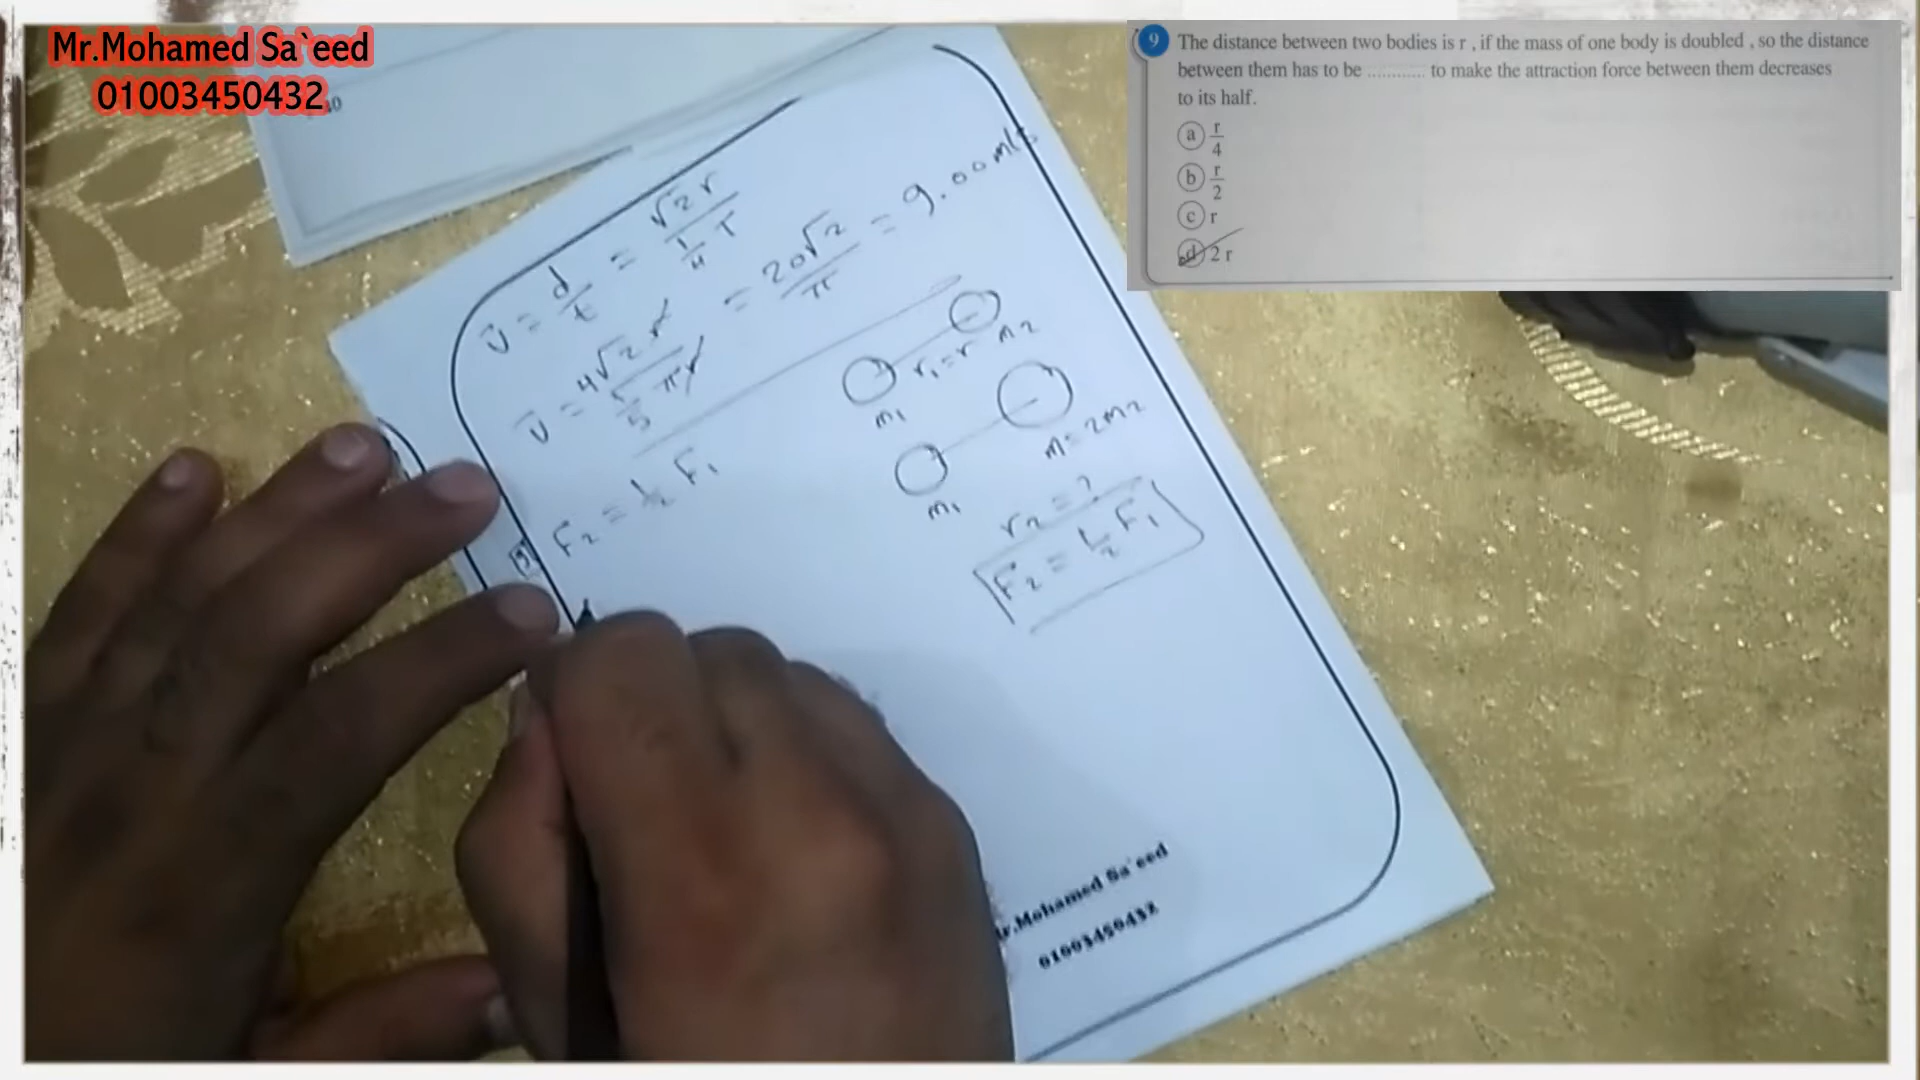 Mr.Mohamed Sa`eed
01003450432
9 The distance between two bodies is r , if the mass of one body is doubled , so the distance
between them has to be ............ to make the attraction force between them decreases
to its half.
a r/4
b r/2
c r
d 2 r
v̄ = d/t = √2 r / ¼ T
v̄ = 4√2 r / π r = 20√2 / π = 9.00 m/s
m₁ r₁ = r m₂
m₁ m = 2m₂
r₂ = ?
F₂ = ½ F₁
9 F₂ = ½ F₁
Mr.Mohamed Sa`eed
01003450432